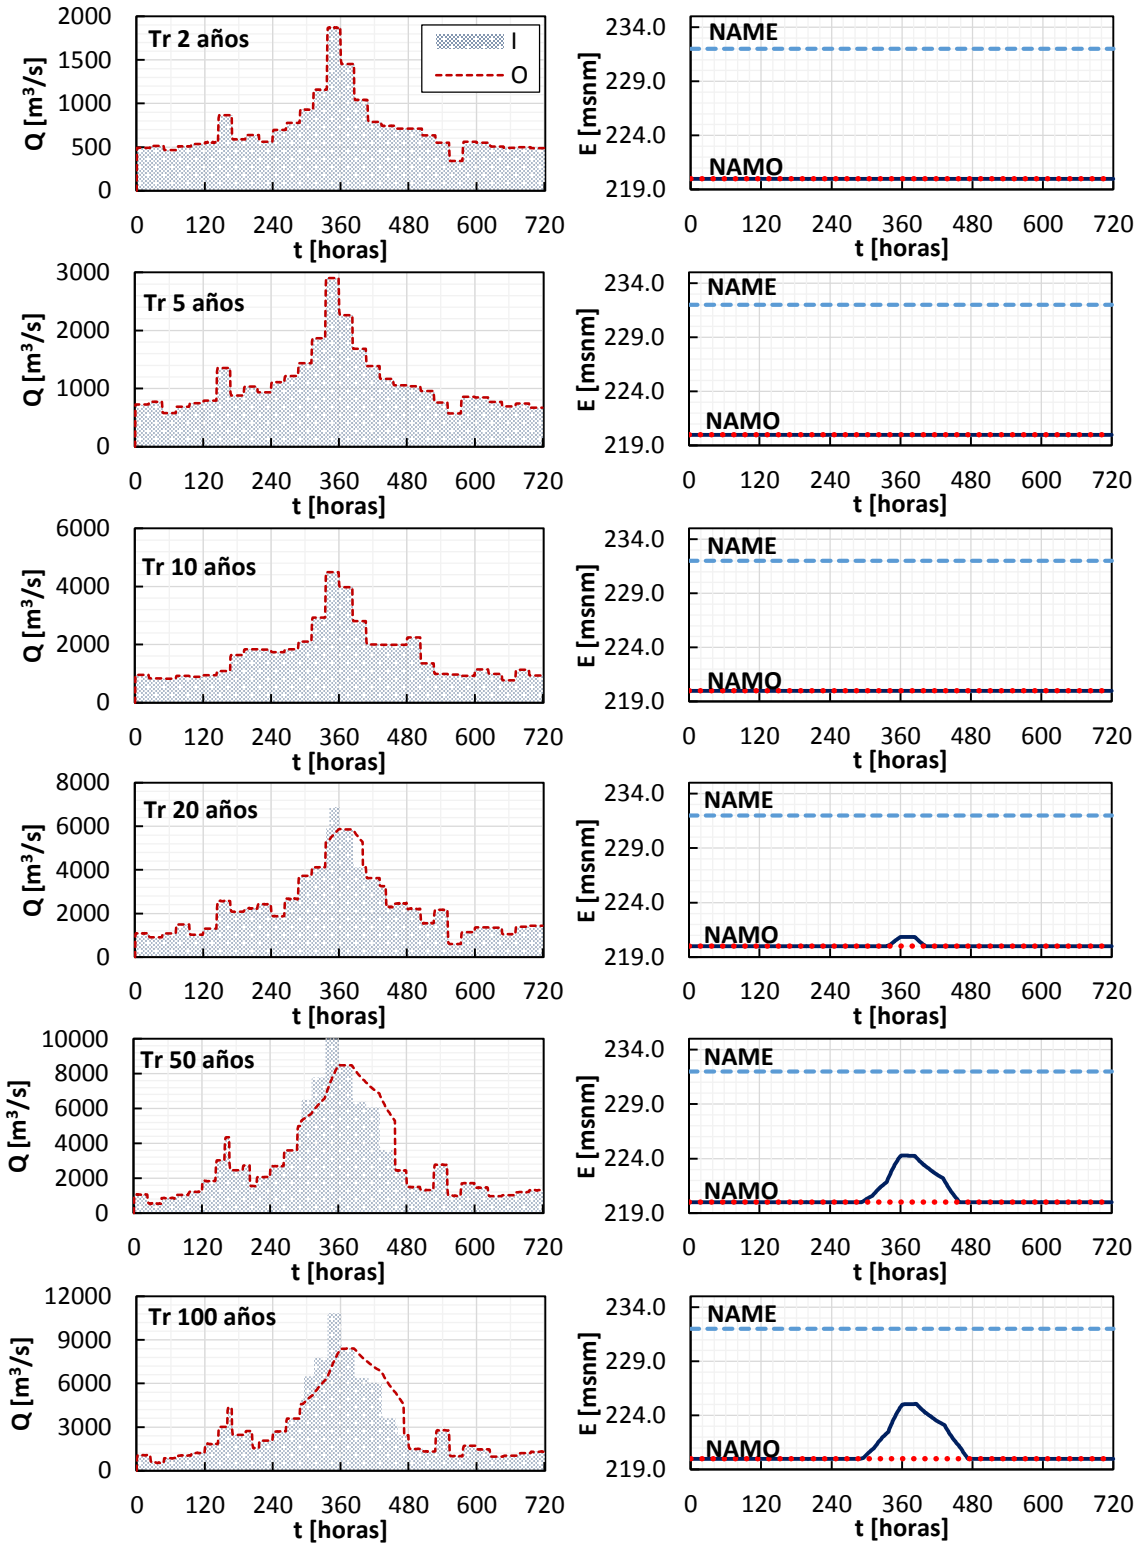 Tr 2 años
I
O
Q [m³/s]
2000
1500
1000
500
0
0 120 240 360 480 600 720
t [horas]
E [msnm]
234.0
229.0
224.0
219.0
NAME
NAMO
0 120 240 360 480 600 720
t [horas]
Tr 5 años
Q [m³/s]
3000
2000
1000
0
0 120 240 360 480 600 720
t [horas]
E [msnm]
234.0
229.0
224.0
219.0
NAME
NAMO
0 120 240 360 480 600 720
t [horas]
Tr 10 años
Q [m³/s]
6000
4000
2000
0
0 120 240 360 480 600 720
t [horas]
E [msnm]
234.0
229.0
224.0
219.0
NAME
NAMO
0 120 240 360 480 600 720
t [horas]
Tr 20 años
Q [m³/s]
8000
6000
4000
2000
0
0 120 240 360 480 600 720
t [horas]
E [msnm]
234.0
229.0
224.0
219.0
NAME
NAMO
0 120 240 360 480 600 720
t [horas]
Tr 50 años
Q [m³/s]
10000
8000
6000
4000
2000
0
0 120 240 360 480 600 720
t [horas]
E [msnm]
234.0
229.0
224.0
219.0
NAME
NAMO
0 120 240 360 480 600 720
t [horas]
Tr 100 años
Q [m³/s]
12000
9000
6000
3000
0
0 120 240 360 480 600 720
t [horas]
E [msnm]
234.0
229.0
224.0
219.0
NAME
NAMO
0 120 240 360 480 600 720
t [horas]